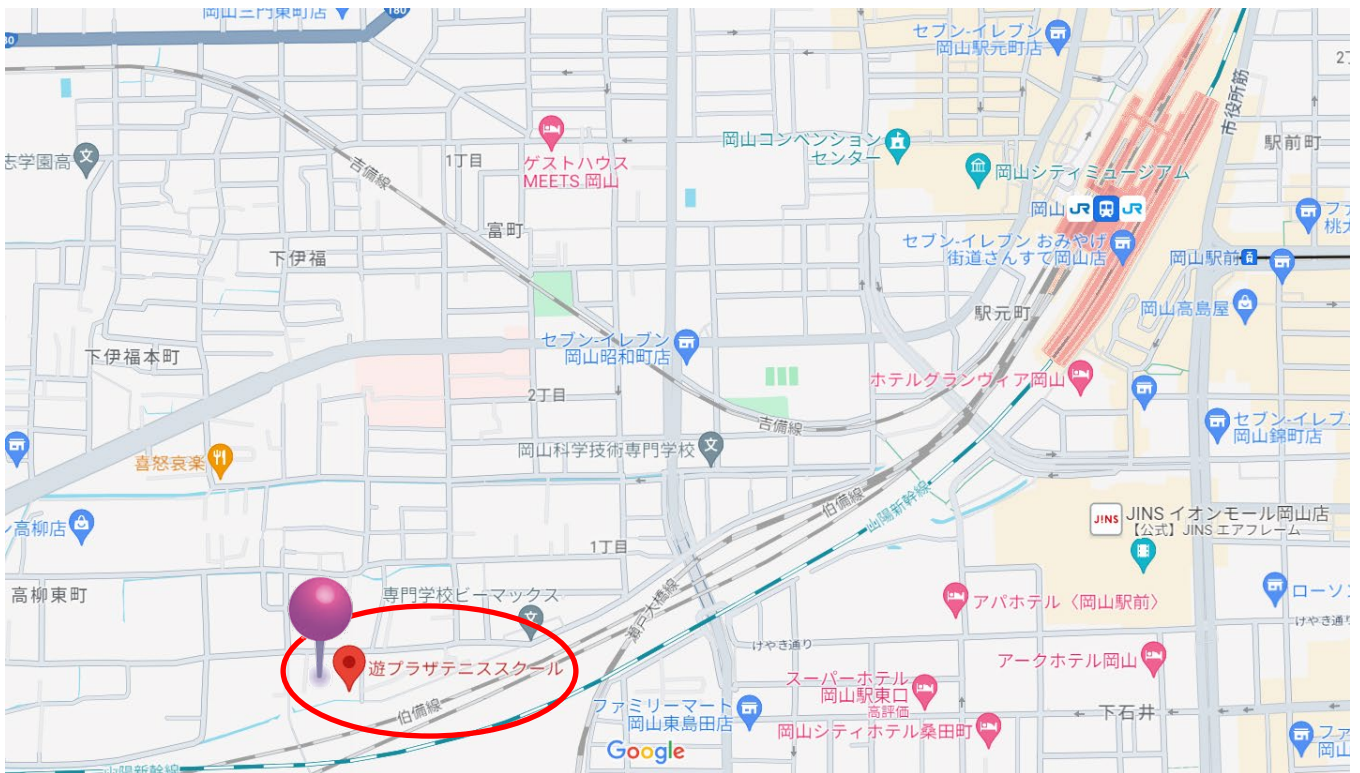 岡山三門東町店
180
セブン-イレブン
岡山駅元町店
市役所筋
駅前町
岡山コンベンション
センター
岡山シティミュージアム
志学園高
1丁目
ゲストハウス
MEETS 岡山
吉備線
岡山
JR
JR
富町
下伊福
セブン-イレブン おみやげ
街道さんすて岡山店
岡山駅前
岡山高島屋
駅元町
セブン-イレブン
岡山昭和町店
下伊福本町
ホテルグランヴィア岡山
2丁目
吉備線
セブン-イレブ
岡山錦町店
岡山科学技術専門学校
喜怒哀楽
伯備線
山陽新幹線
JINS
JINS イオンモール岡山店
【公式】JINS エアフレーム
ン高柳店
1丁目
高柳東町
専門学校ビーマックス
瀬戸大橋線
アパホテル〈岡山駅前〉
ローソン
けやき通り
けやき通り
遊プラザテニススクール
アークホテル岡山
スーパーホテル
岡山駅東口
高評価
伯備線
ファミリーマート
岡山東島田店
岡山シティホテル桑田町
下石井
Google
山陽新幹線